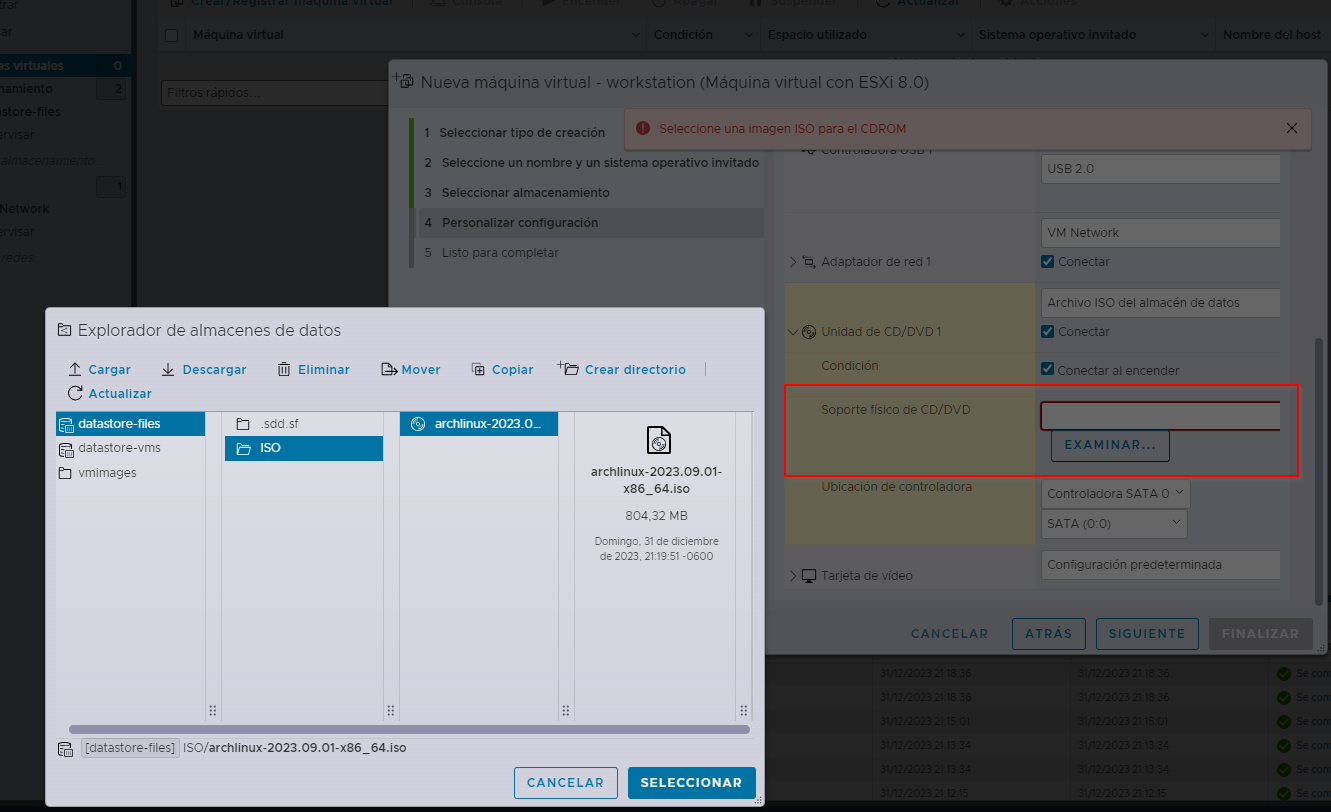 Crear/Registrar máquina virtual
Consola
Encender
Apagar
Suspender
Actualizar
Acciones
Máquina virtual
Condición
Espacio utilizado
Sistema operativo invitado
Nombre del host
as virtuales 0
namiento 2
astore-files
ervisar
almacenamiento...
1
Network
ervisar
redes...
Filtros rápidos...
Nueva máquina virtual - workstation (Máquina virtual con ESXi 8.0)
Seleccione una imagen ISO para el CDROM
1 Seleccionar tipo de creación
2 Seleccione un nombre y un sistema operativo invitado
3 Seleccionar almacenamiento
4 Personalizar configuración
5 Listo para completar
Controladora USB 1
USB 2.0
VM Network
Adaptador de red 1
Conectar
Archivo ISO del almacén de datos
Unidad de CD/DVD 1
Conectar
Condición
Conectar al encender
Soporte físico de CD/DVD
EXAMINAR...
Ubicación de controladora
Controladora SATA 0
SATA (0:0)
Tarjeta de vídeo
Configuración predeterminada
CANCELAR
ATRÁS
SIGUIENTE
FINALIZAR
Explorador de almacenes de datos
Cargar
Descargar
Eliminar
Mover
Copiar
Crear directorio
Actualizar
datastore-files
datastore-vms
vmimages
.sdd.sf
ISO
archlinux-2023.0...
archlinux-2023.09.01-
x86_64.iso
804,32 MB
Domingo, 31 de diciembre
de 2023, 21:19:51 -0600
[datastore-files] ISO/archlinux-2023.09.01-x86_64.iso
CANCELAR
SELECCIONAR
31/12/2023 21:18:36 31/12/2023 21:18:36 Se com
31/12/2023 21:18:36 31/12/2023 21:18:36 Se com
31/12/2023 21:15:01 31/12/2023 21:15:01 Se com
31/12/2023 21:13:34 31/12/2023 21:13:34 Se com
31/12/2023 21:13:34 31/12/2023 21:13:34 Se com
31/12/2023 21:12:15 31/12/2023 21:12:15 Se com